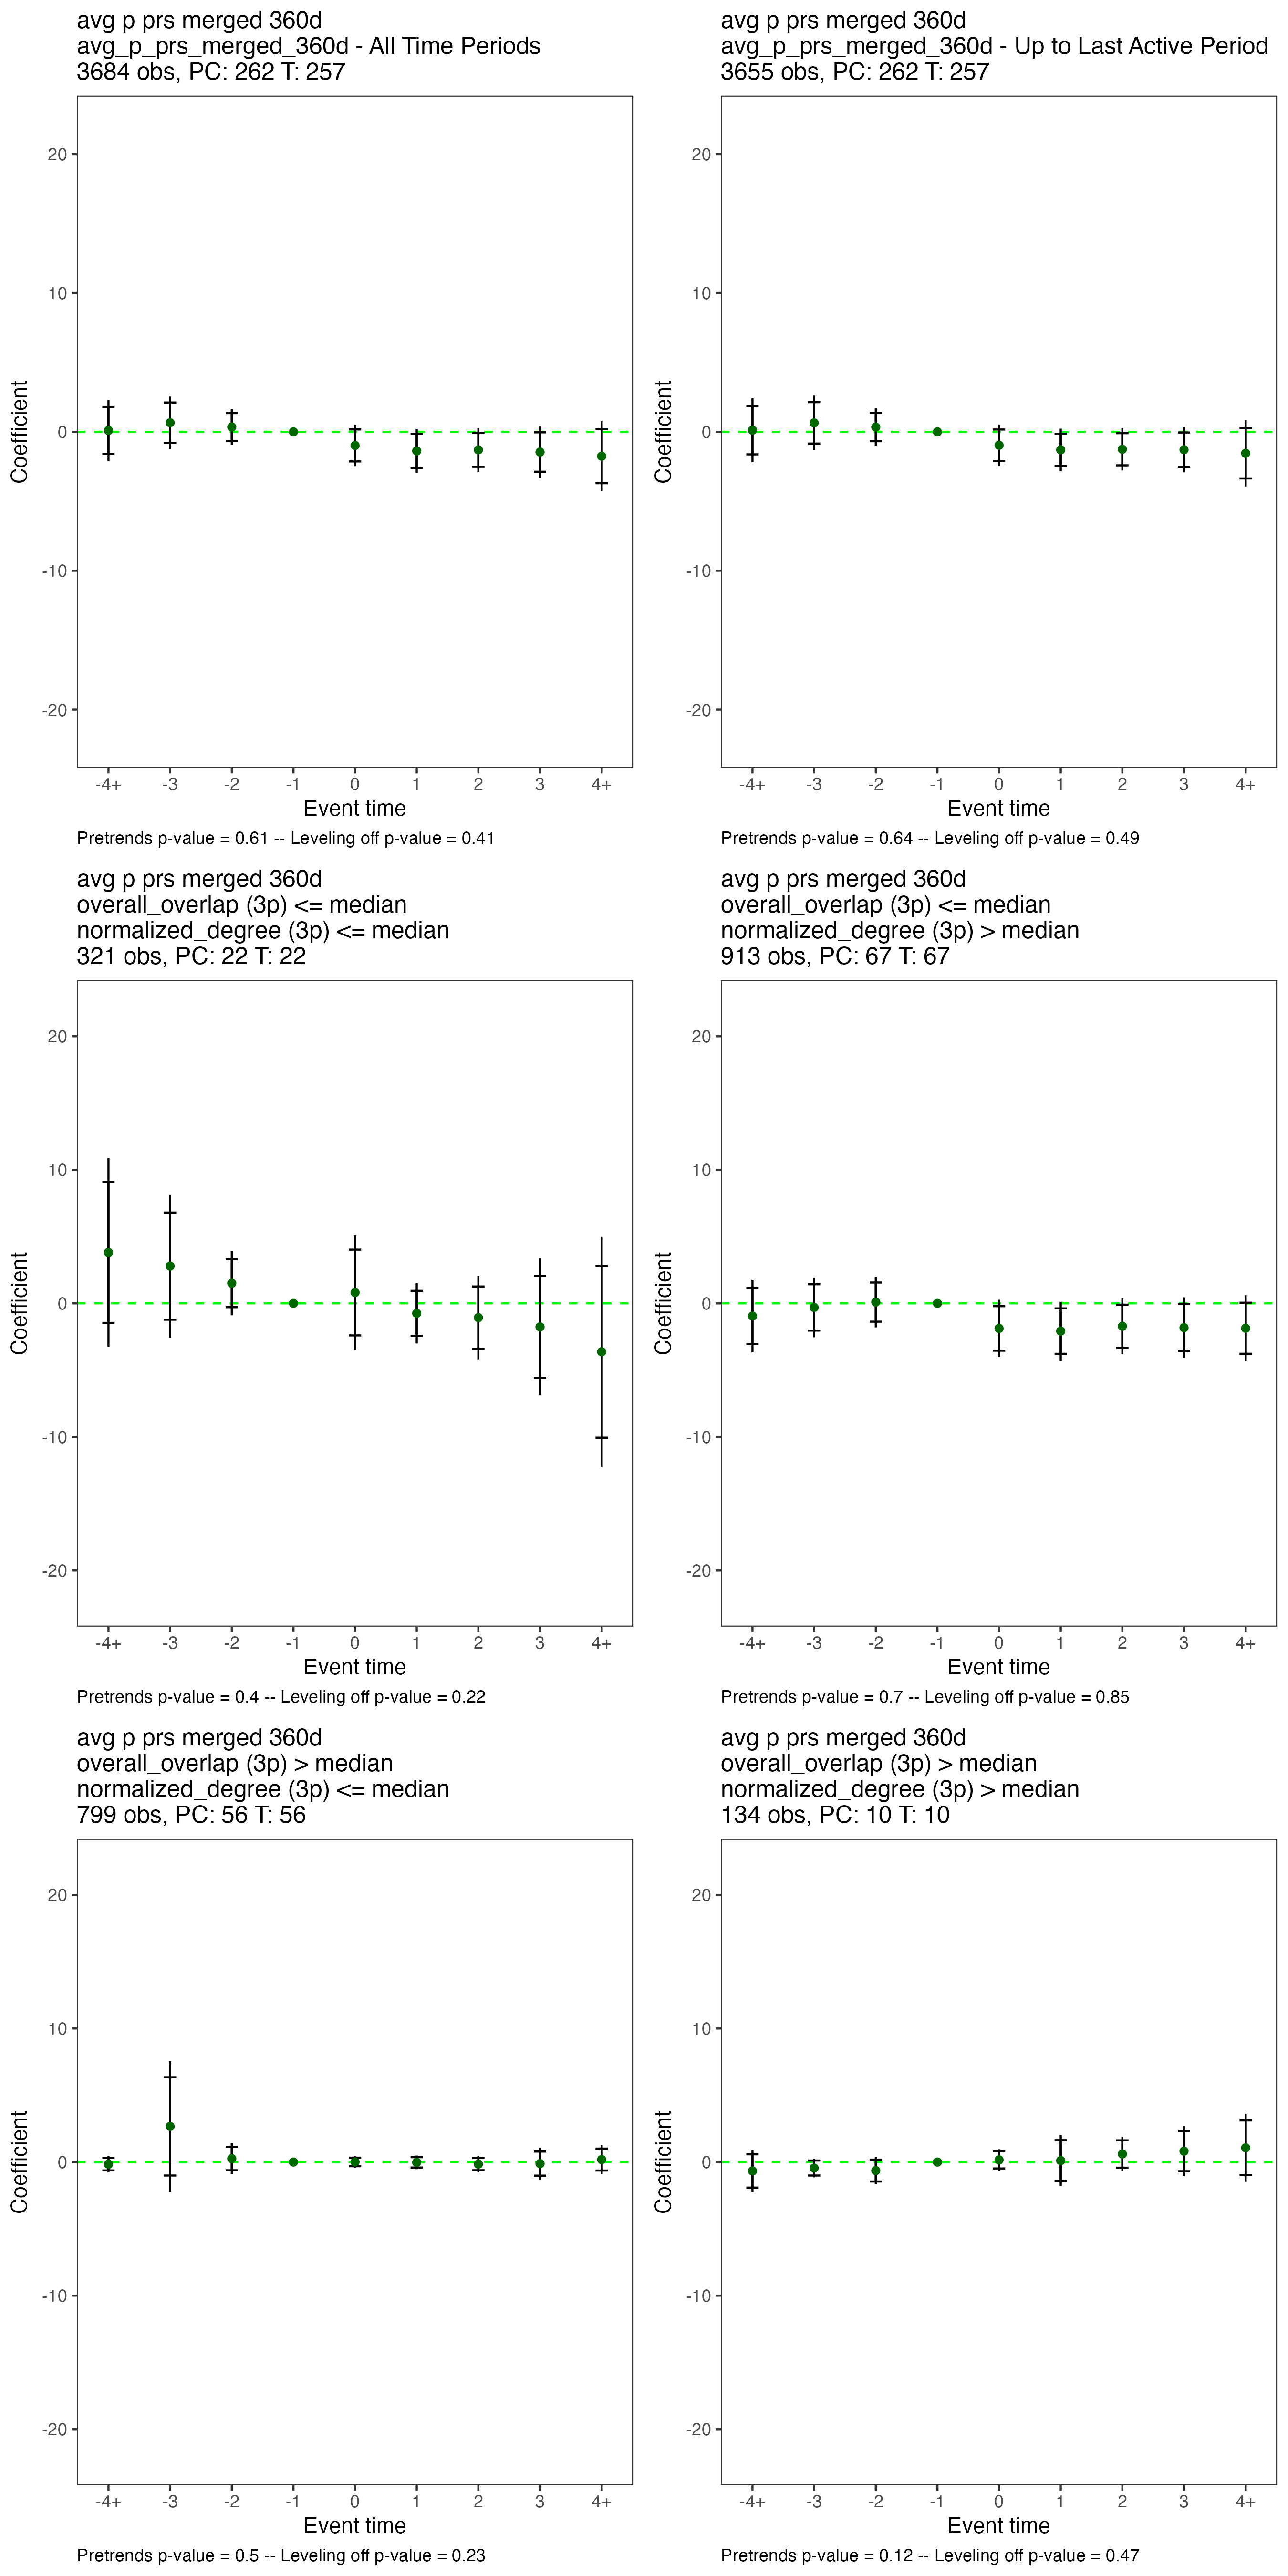 avg p prs merged 360d
avg_p_prs_merged_360d - All Time Periods
3684 obs, PC: 262 T: 257
20
10
0
-10
-20
Coefficient
-4+ -3 -2 -1 0 1 2 3 4+
Event time
Pretrends p-value = 0.61 -- Leveling off p-value = 0.41
avg p prs merged 360d
avg_p_prs_merged_360d - Up to Last Active Period
3655 obs, PC: 262 T: 257
20
10
0
-10
-20
Coefficient
-4+ -3 -2 -1 0 1 2 3 4+
Event time
Pretrends p-value = 0.64 -- Leveling off p-value = 0.49
avg p prs merged 360d
overall_overlap (3p) <= median
normalized_degree (3p) <= median
321 obs, PC: 22 T: 22
20
10
0
-10
-20
Coefficient
-4+ -3 -2 -1 0 1 2 3 4+
Event time
Pretrends p-value = 0.4 -- Leveling off p-value = 0.22
avg p prs merged 360d
overall_overlap (3p) <= median
normalized_degree (3p) > median
913 obs, PC: 67 T: 67
20
10
0
-10
-20
Coefficient
-4+ -3 -2 -1 0 1 2 3 4+
Event time
Pretrends p-value = 0.7 -- Leveling off p-value = 0.85
avg p prs merged 360d
overall_overlap (3p) > median
normalized_degree (3p) <= median
799 obs, PC: 56 T: 56
20
10
0
-10
-20
Coefficient
-4+ -3 -2 -1 0 1 2 3 4+
Event time
Pretrends p-value = 0.5 -- Leveling off p-value = 0.23
avg p prs merged 360d
overall_overlap (3p) > median
normalized_degree (3p) > median
134 obs, PC: 10 T: 10
20
10
0
-10
-20
Coefficient
-4+ -3 -2 -1 0 1 2 3 4+
Event time
Pretrends p-value = 0.12 -- Leveling off p-value = 0.47